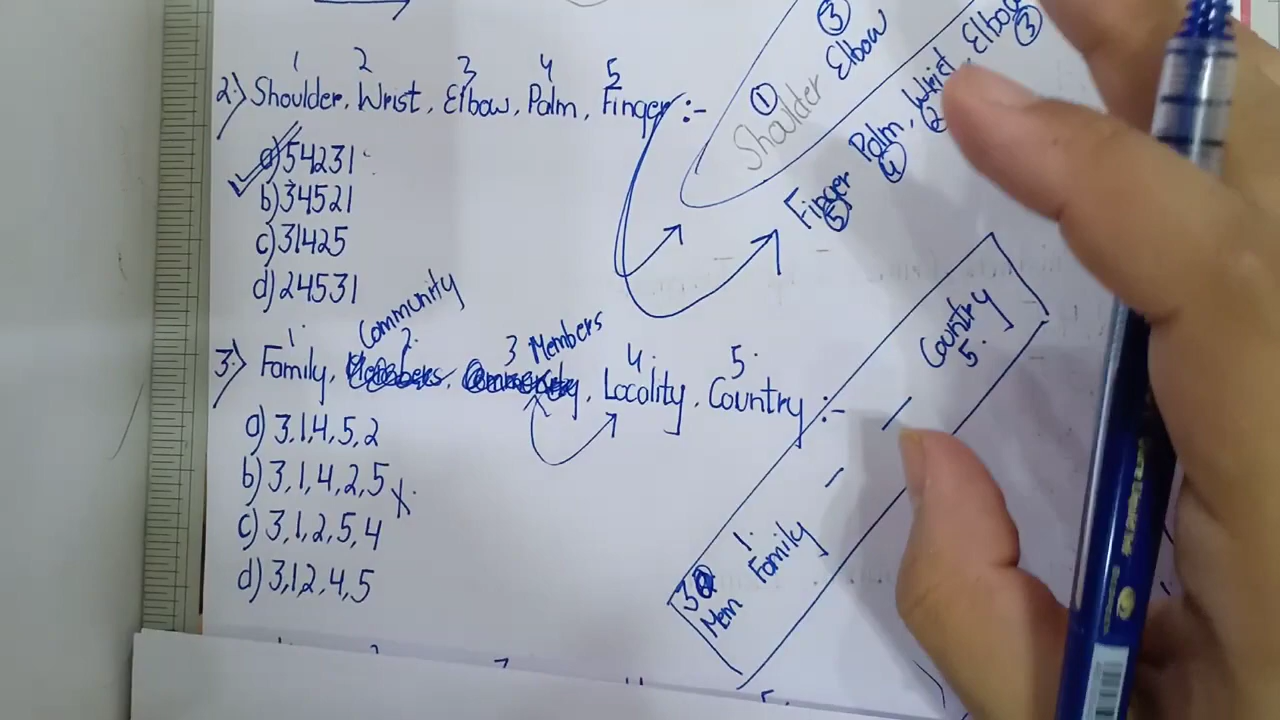 1 2 3 4 5
2.) Shoulder, Wrist, Elbow, Palm, Finger :-
a) 54231
b) 34521
c) 31425
d) 24531
Community Members
1 2. 3 4 5
3.) Family, Members, Community, Locality, Country :-
a) 3,1,4,5,2
b) 3,1,4,2,5 X
c) 3,1,2,5,4
d) 3,1,2,4,5
① ③
Shoulder Elbow
Finger Palm, Wrist, Elbow
⑤ ④ ② ③
3 1. 5.
Mem Family Country